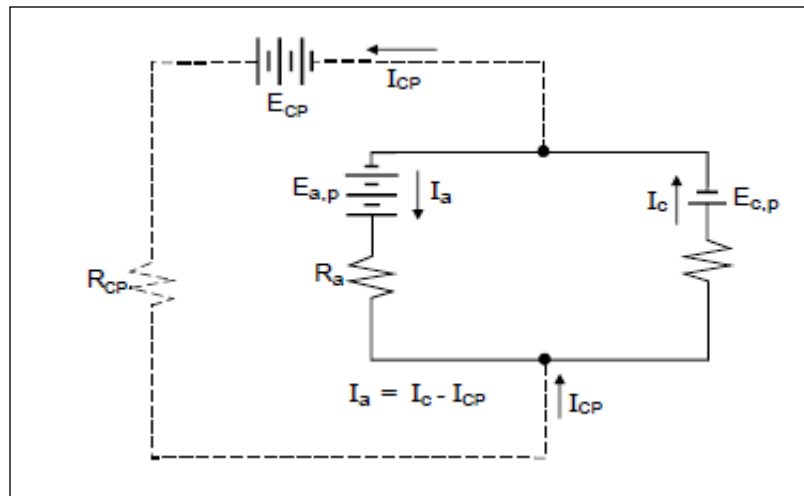 I_CP
E_CP
E_a,p I_a I_c E_c,p
R_CP R_a
I_a = I_c - I_CP I_CP